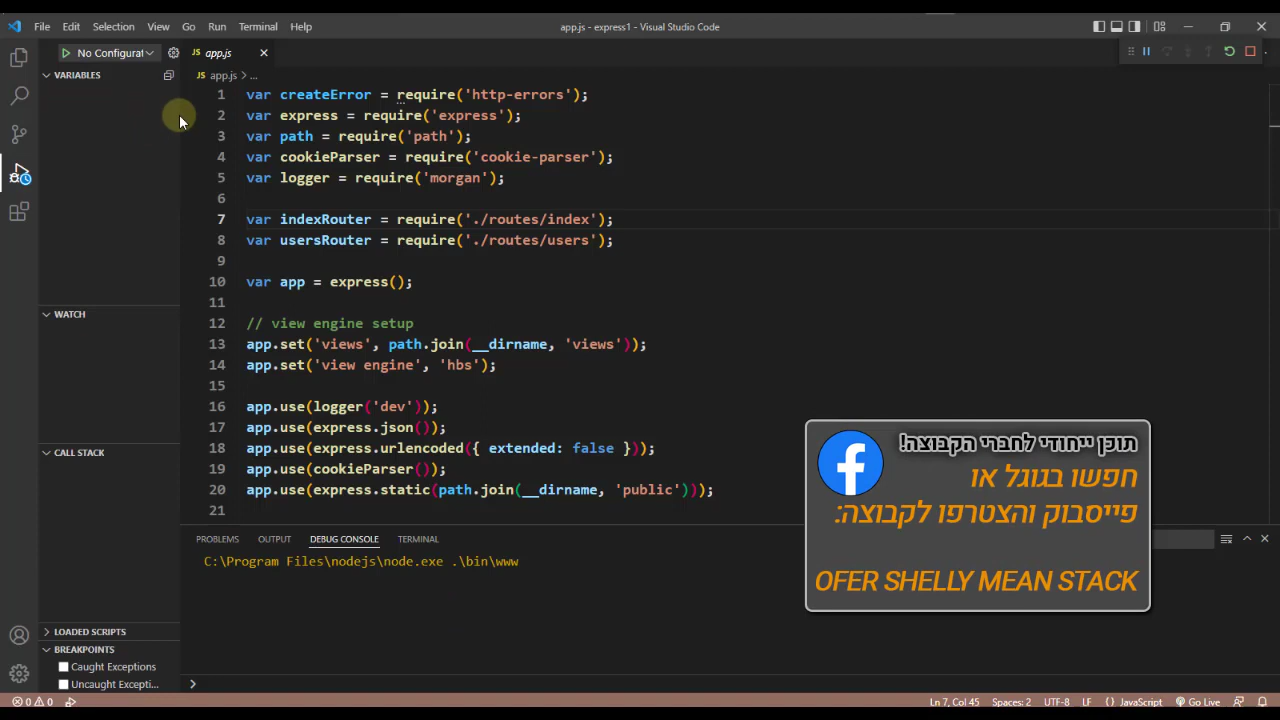 File Edit Selection View Go Run Terminal Help
app.js - express1 - Visual Studio Code
No Configurat
JS app.js
VARIABLES
JS app.js > ...
1 var createError = require('http-errors');
2 var express = require('express');
3 var path = require('path');
4 var cookieParser = require('cookie-parser');
5 var logger = require('morgan');
6
7 var indexRouter = require('./routes/index');
8 var usersRouter = require('./routes/users');
9
10 var app = express();
11
12 // view engine setup
13 app.set('views', path.join(__dirname, 'views'));
14 app.set('view engine', 'hbs');
15
16 app.use(logger('dev'));
17 app.use(express.json());
18 app.use(express.urlencoded({ extended: false }));
19 app.use(cookieParser());
20 app.use(express.static(path.join(__dirname, 'public')));
21
WATCH
CALL STACK
LOADED SCRIPTS
BREAKPOINTS
Caught Exceptions
Uncaught Excepti...
PROBLEMS OUTPUT DEBUG CONSOLE TERMINAL
C:\Program Files\nodejs\node.exe .\bin\www
תוכן ייחודי לחברי הקבוצה!
חפשו בגוגל או
פייסבוק והצטרפו לקבוצה:
OFER SHELLY MEAN STACK
0 0
Ln 7, Col 45 Spaces: 2 UTF-8 LF {} JavaScript Go Live